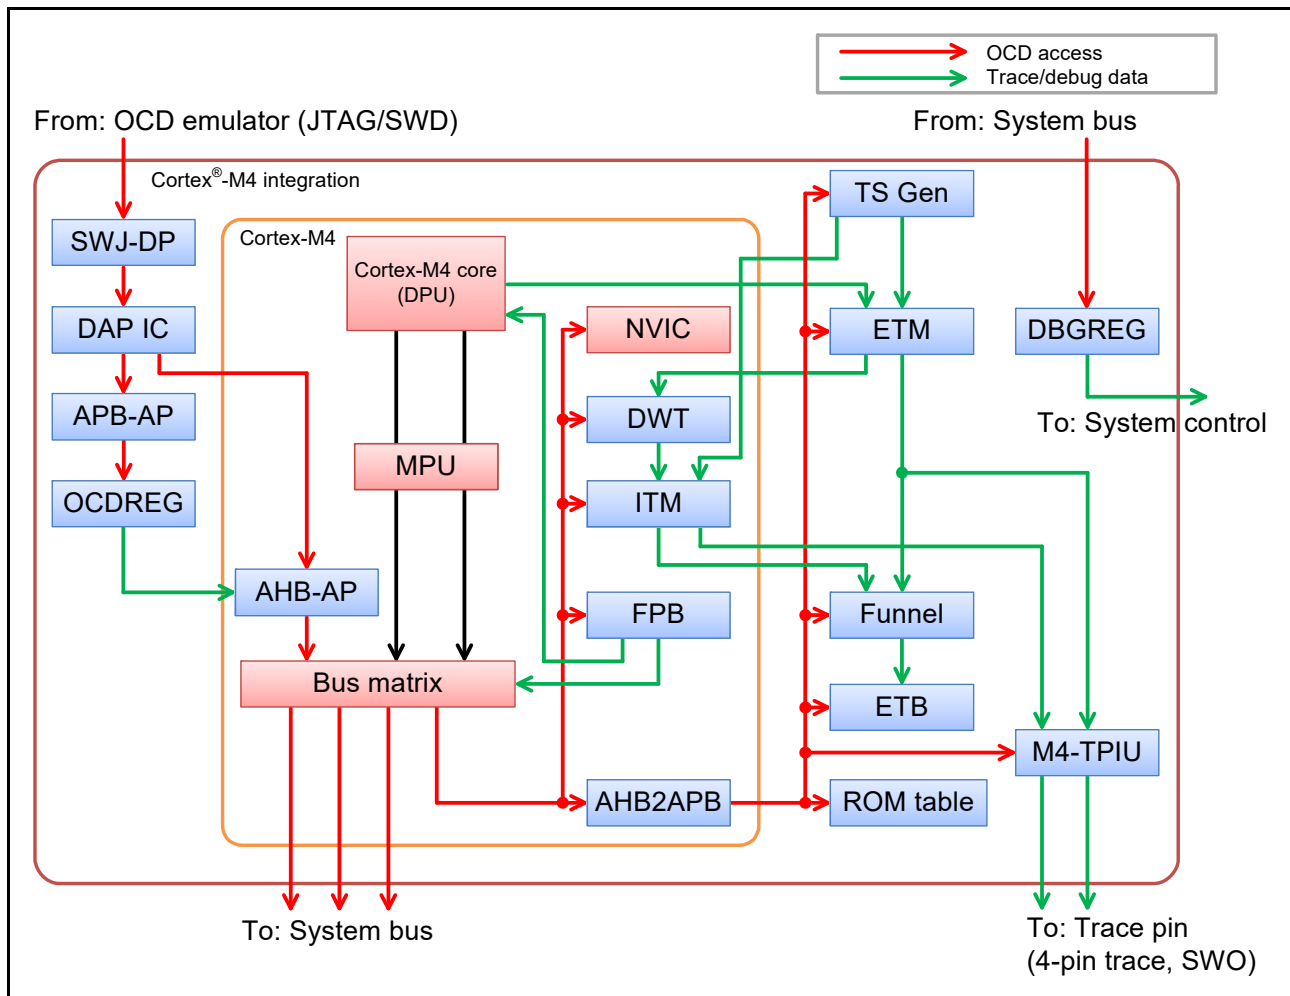 OCD access
Trace/debug data
From: OCD emulator (JTAG/SWD)
From: System bus
Cortex®-M4 integration
TS Gen
SWJ-DP
Cortex-M4
Cortex-M4 core
(DPU)
DAP IC
NVIC
ETM
DBGREG
APB-AP
DWT
To: System control
MPU
OCDREG
ITM
AHB-AP
FPB
Funnel
Bus matrix
ETB
M4-TPIU
AHB2APB
ROM table
To: System bus
To: Trace pin
(4-pin trace, SWO)